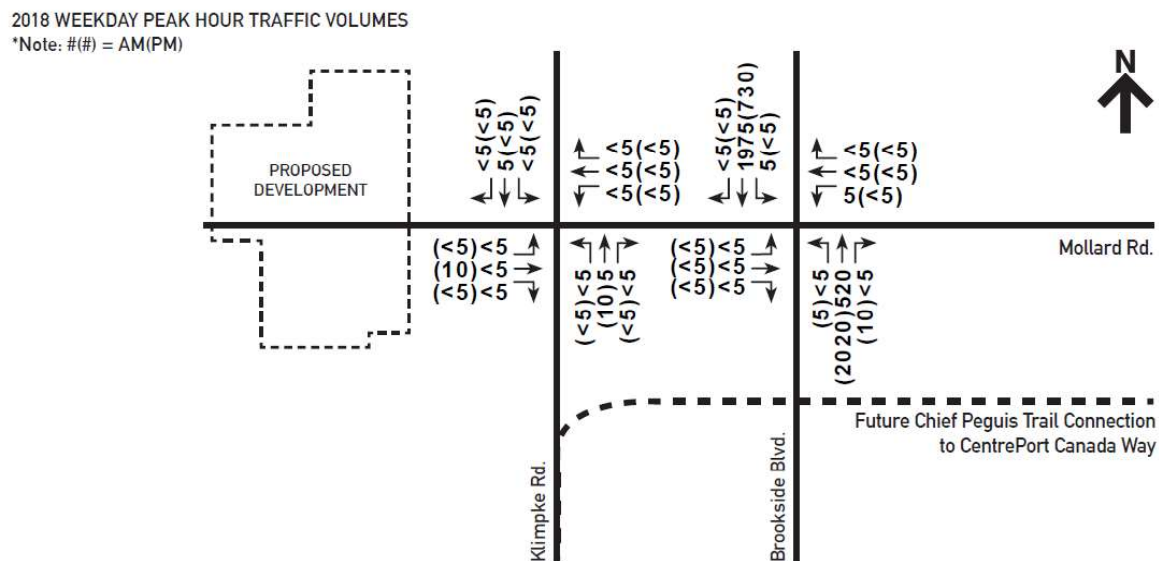 2018 WEEKDAY PEAK HOUR TRAFFIC VOLUMES
*Note: #(#) = AM(PM)
N
PROPOSED
DEVELOPMENT
<5(<5)
5(<5)
<5(<5)
<5(<5)
<5(<5)
<5(<5)
<5(<5)
1975(730)
5(<5)
<5(<5)
<5(<5)
5(<5)
Mollard Rd.
(<5)<5
(10)<5
(<5)<5
(<5)<5
(10)5
(<5)<5
(<5)<5
(<5)<5
(<5)<5
(5)<5
(2020)520
(10)<5
Future Chief Peguis Trail Connection
to CentrePort Canada Way
Klimpke Rd.
Brookside Blvd.